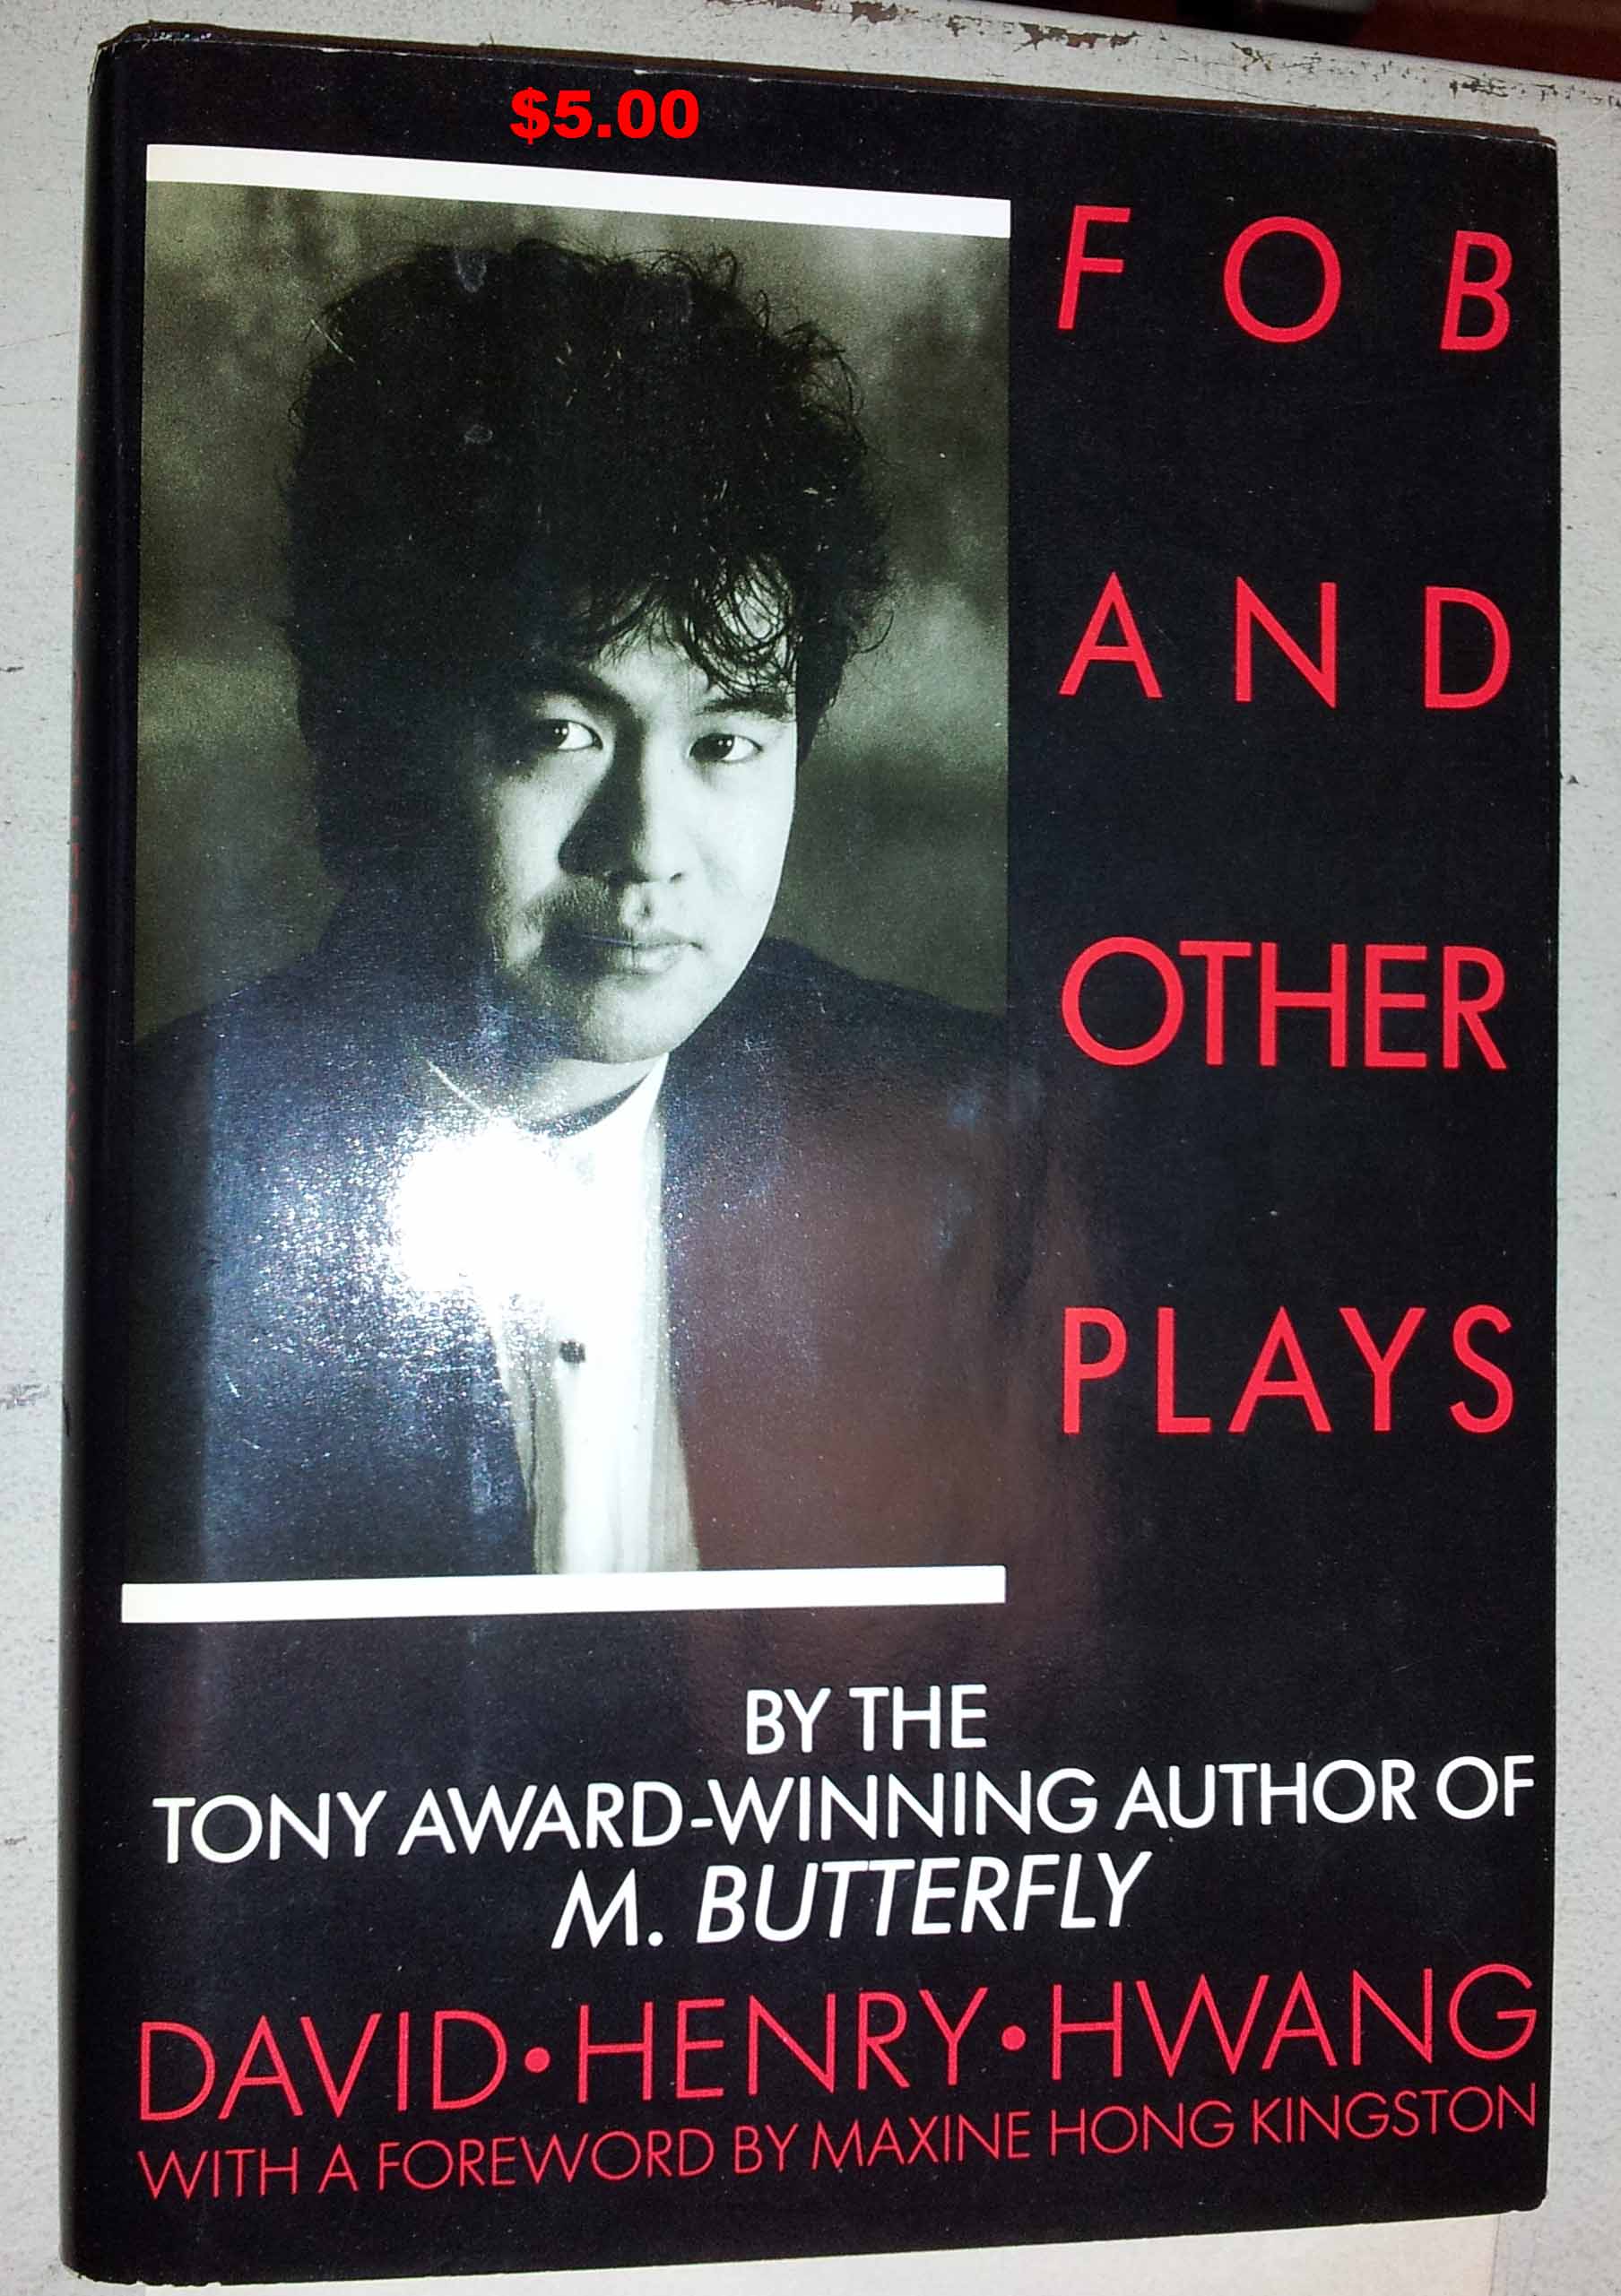 $5.00
FOB
AND
OTHER
PLAYS
BY THE
TONY AWARD-WINNING AUTHOR OF
M. BUTTERFLY
DAVID•HENRY•HWANG
WITH A FOREWORD BY MAXINE HONG KINGSTON